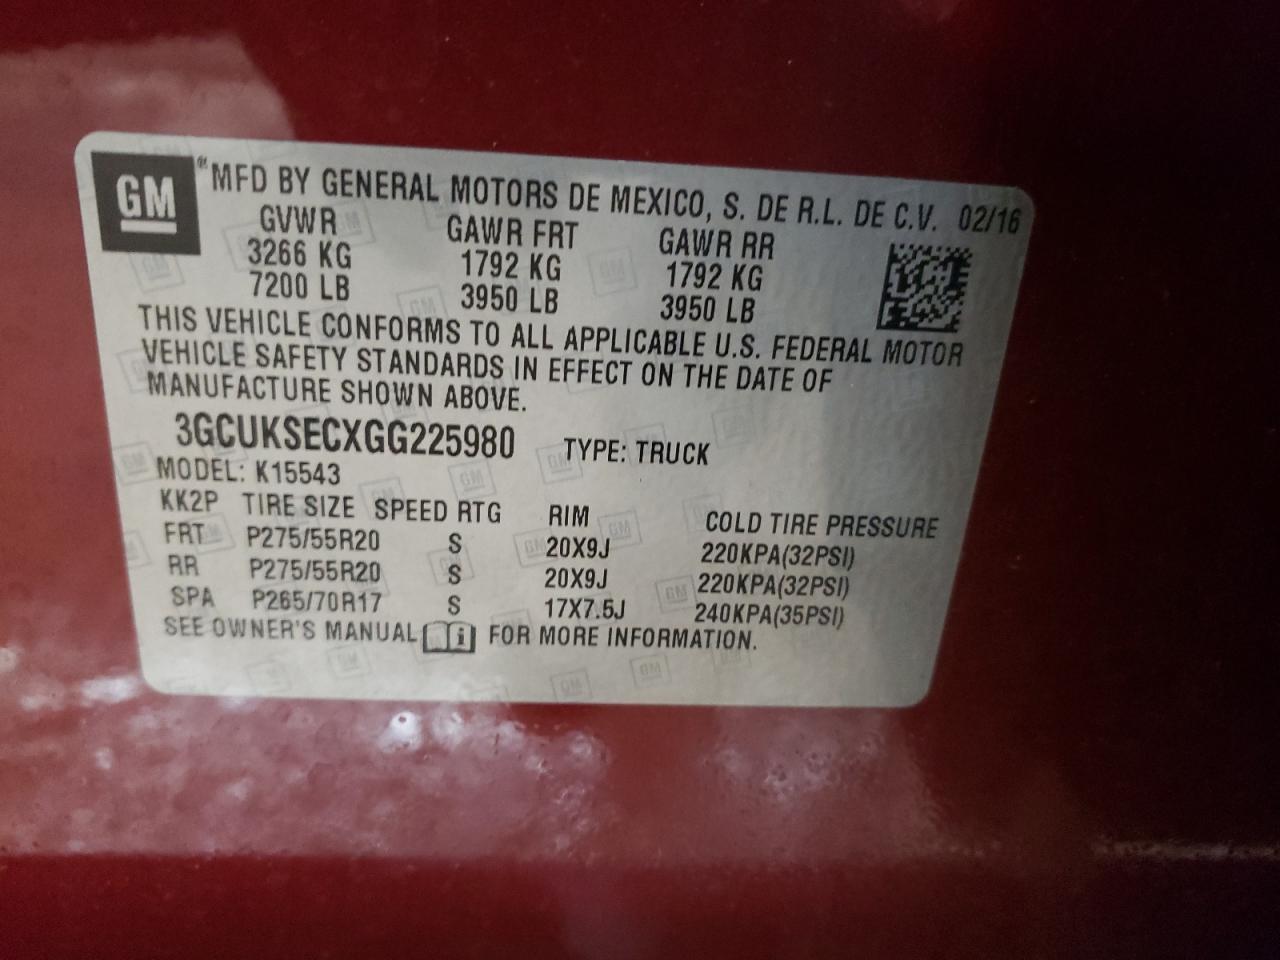 GM
® MFD BY GENERAL MOTORS DE MEXICO, S. DE R.L. DE C.V. 02/16
GVWR GAWR FRT GAWR RR
3266 KG 1792 KG 1792 KG
7200 LB 3950 LB 3950 LB
THIS VEHICLE CONFORMS TO ALL APPLICABLE U.S. FEDERAL MOTOR
VEHICLE SAFETY STANDARDS IN EFFECT ON THE DATE OF
MANUFACTURE SHOWN ABOVE.
3GCUKSECXGG225980 TYPE: TRUCK
MODEL: K15543
KK2P TIRE SIZE SPEED RTG RIM COLD TIRE PRESSURE
FRT P275/55R20 S 20X9J 220KPA(32PSI)
RR P275/55R20 S 20X9J 220KPA(32PSI)
SPA P265/70R17 S 17X7.5J 240KPA(35PSI)
SEE OWNER'S MANUAL i FOR MORE INFORMATION.